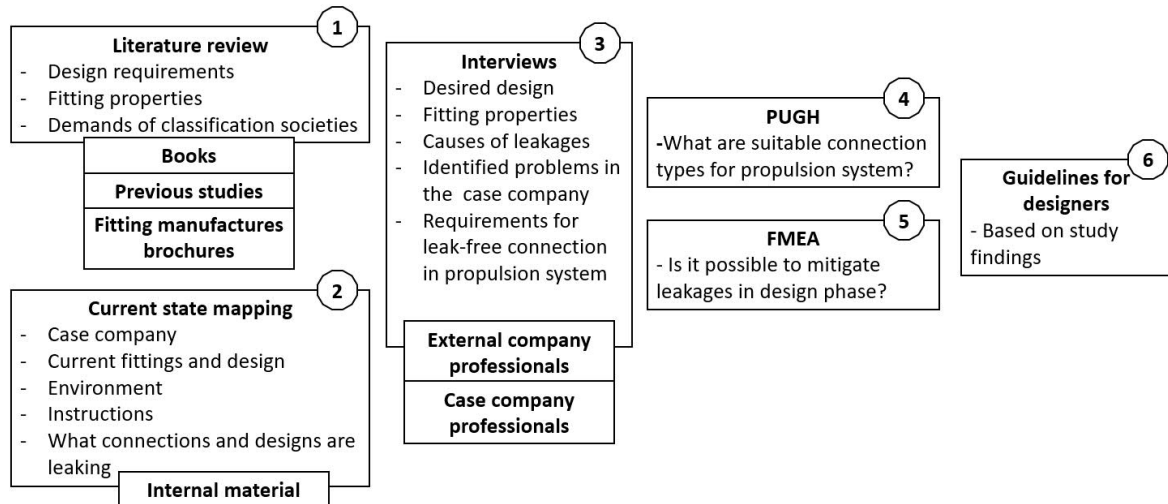 1
Literature review
- Design requirements
- Fitting properties
- Demands of classification societies
Books
Previous studies
Fitting manufactures
brochures
2
Current state mapping
- Case company
- Current fittings and design
- Environment
- Instructions
- What connections and designs are
leaking
Internal material
3
Interviews
- Desired design
- Fitting properties
- Causes of leakages
- Identified problems in
the case company
- Requirements for
leak-free connection
in propulsion system
External company
professionals
Case company
professionals
4
PUGH
-What are suitable connection
types for propulsion system?
5
FMEA
- Is it possible to mitigate
leakages in design phase?
6
Guidelines for
designers
- Based on study
findings